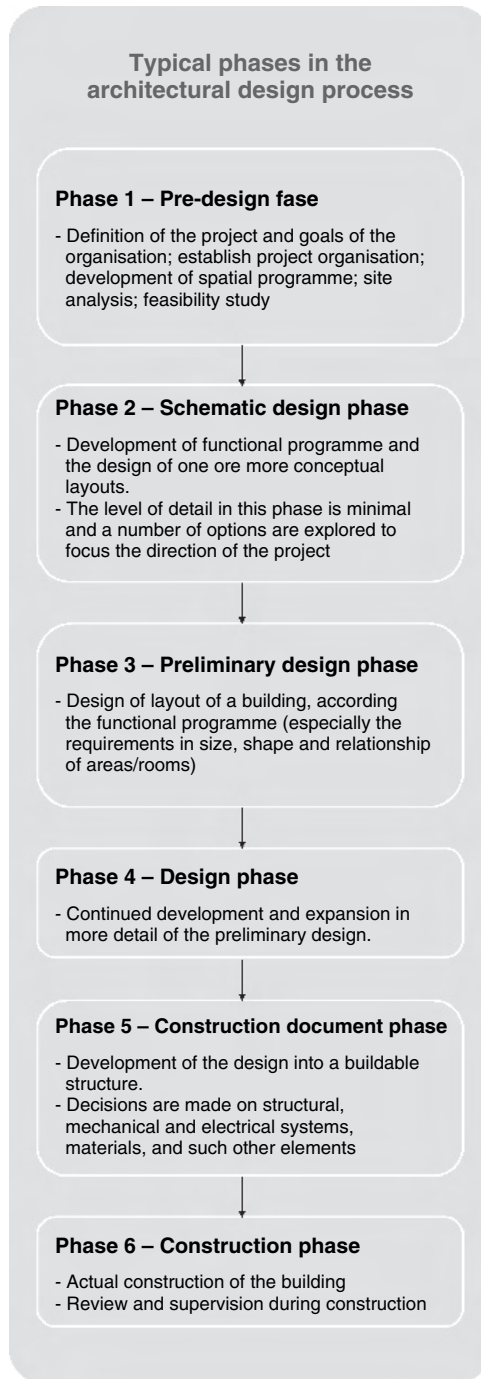 Typical phases in the
architectural design process
Phase 1 – Pre-design fase
- Definition of the project and goals of the
organisation; establish project organisation;
development of spatial programme; site
analysis; feasibility study
Phase 2 – Schematic design phase
- Development of functional programme and
the design of one ore more conceptual
layouts.
- The level of detail in this phase is minimal
and a number of options are explored to
focus the direction of the project
Phase 3 – Preliminary design phase
- Design of layout of a building, according
the functional programme (especially the
requirements in size, shape and relationship
of areas/rooms)
Phase 4 – Design phase
- Continued development and expansion in
more detail of the preliminary design.
Phase 5 – Construction document phase
- Development of the design into a buildable
structure.
- Decisions are made on structural,
mechanical and electrical systems,
materials, and such other elements
Phase 6 – Construction phase
- Actual construction of the building
- Review and supervision during construction